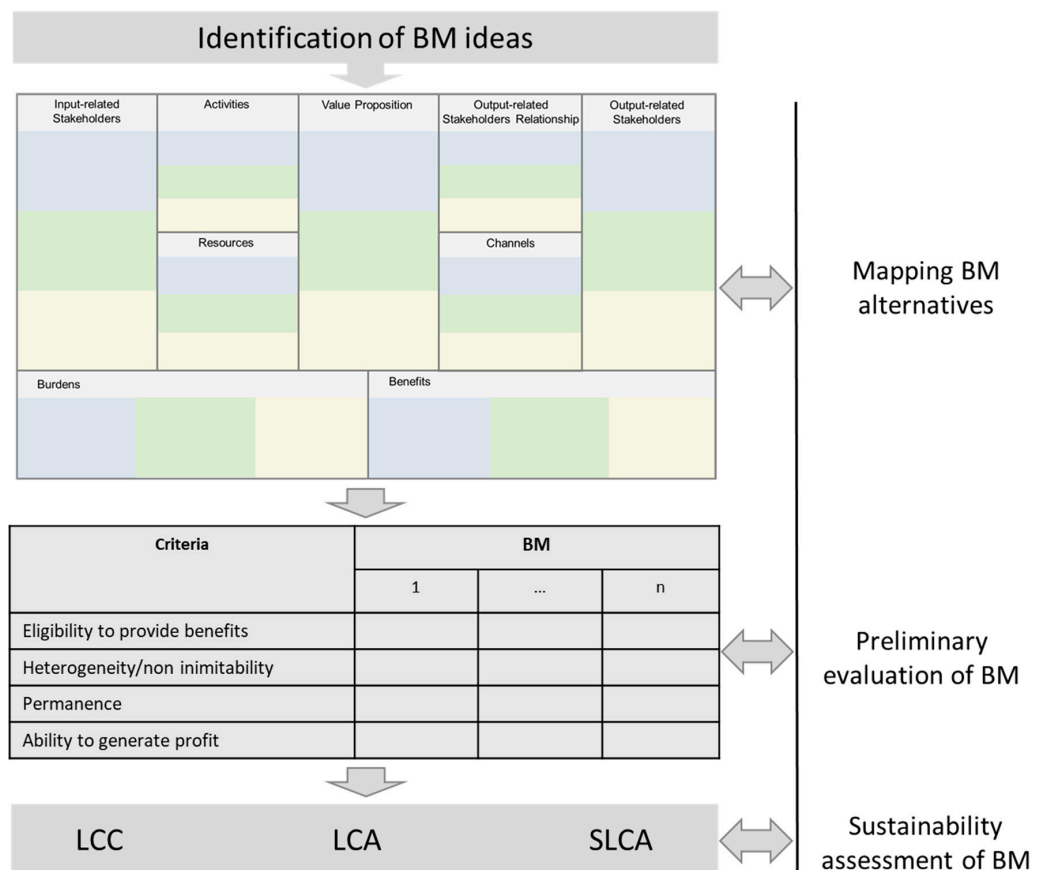 Identification of BM ideas
Input-related
Stakeholders
Activities
Value Proposition
Output-related
Stakeholders Relationship
Output-related
Stakeholders
Resources
Channels
Mapping BM
alternatives
Burdens
Benefits
Criteria
BM
1
...
n
Eligibility to provide benefits
Heterogeneity/non inimitability
Permanence
Ability to generate profit
Preliminary
evaluation of BM
LCC
LCA
SLCA
Sustainability
assessment of BM